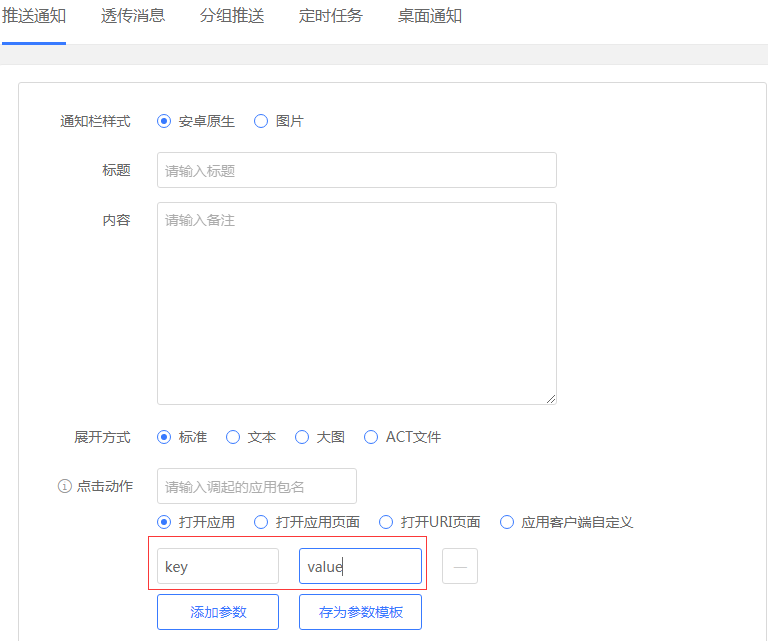 推送通知 透传消息 分组推送 定时任务 桌面通知
通知栏样式 安卓原生 图片
标题 请输入标题
内容 请输入备注
展开方式 标准 文本 大图 ACT文件
点击动作 请输入调起的应用包名
打开应用 打开应用页面 打开URI页面 应用客户端自定义
key value —
添加参数 存为参数模板